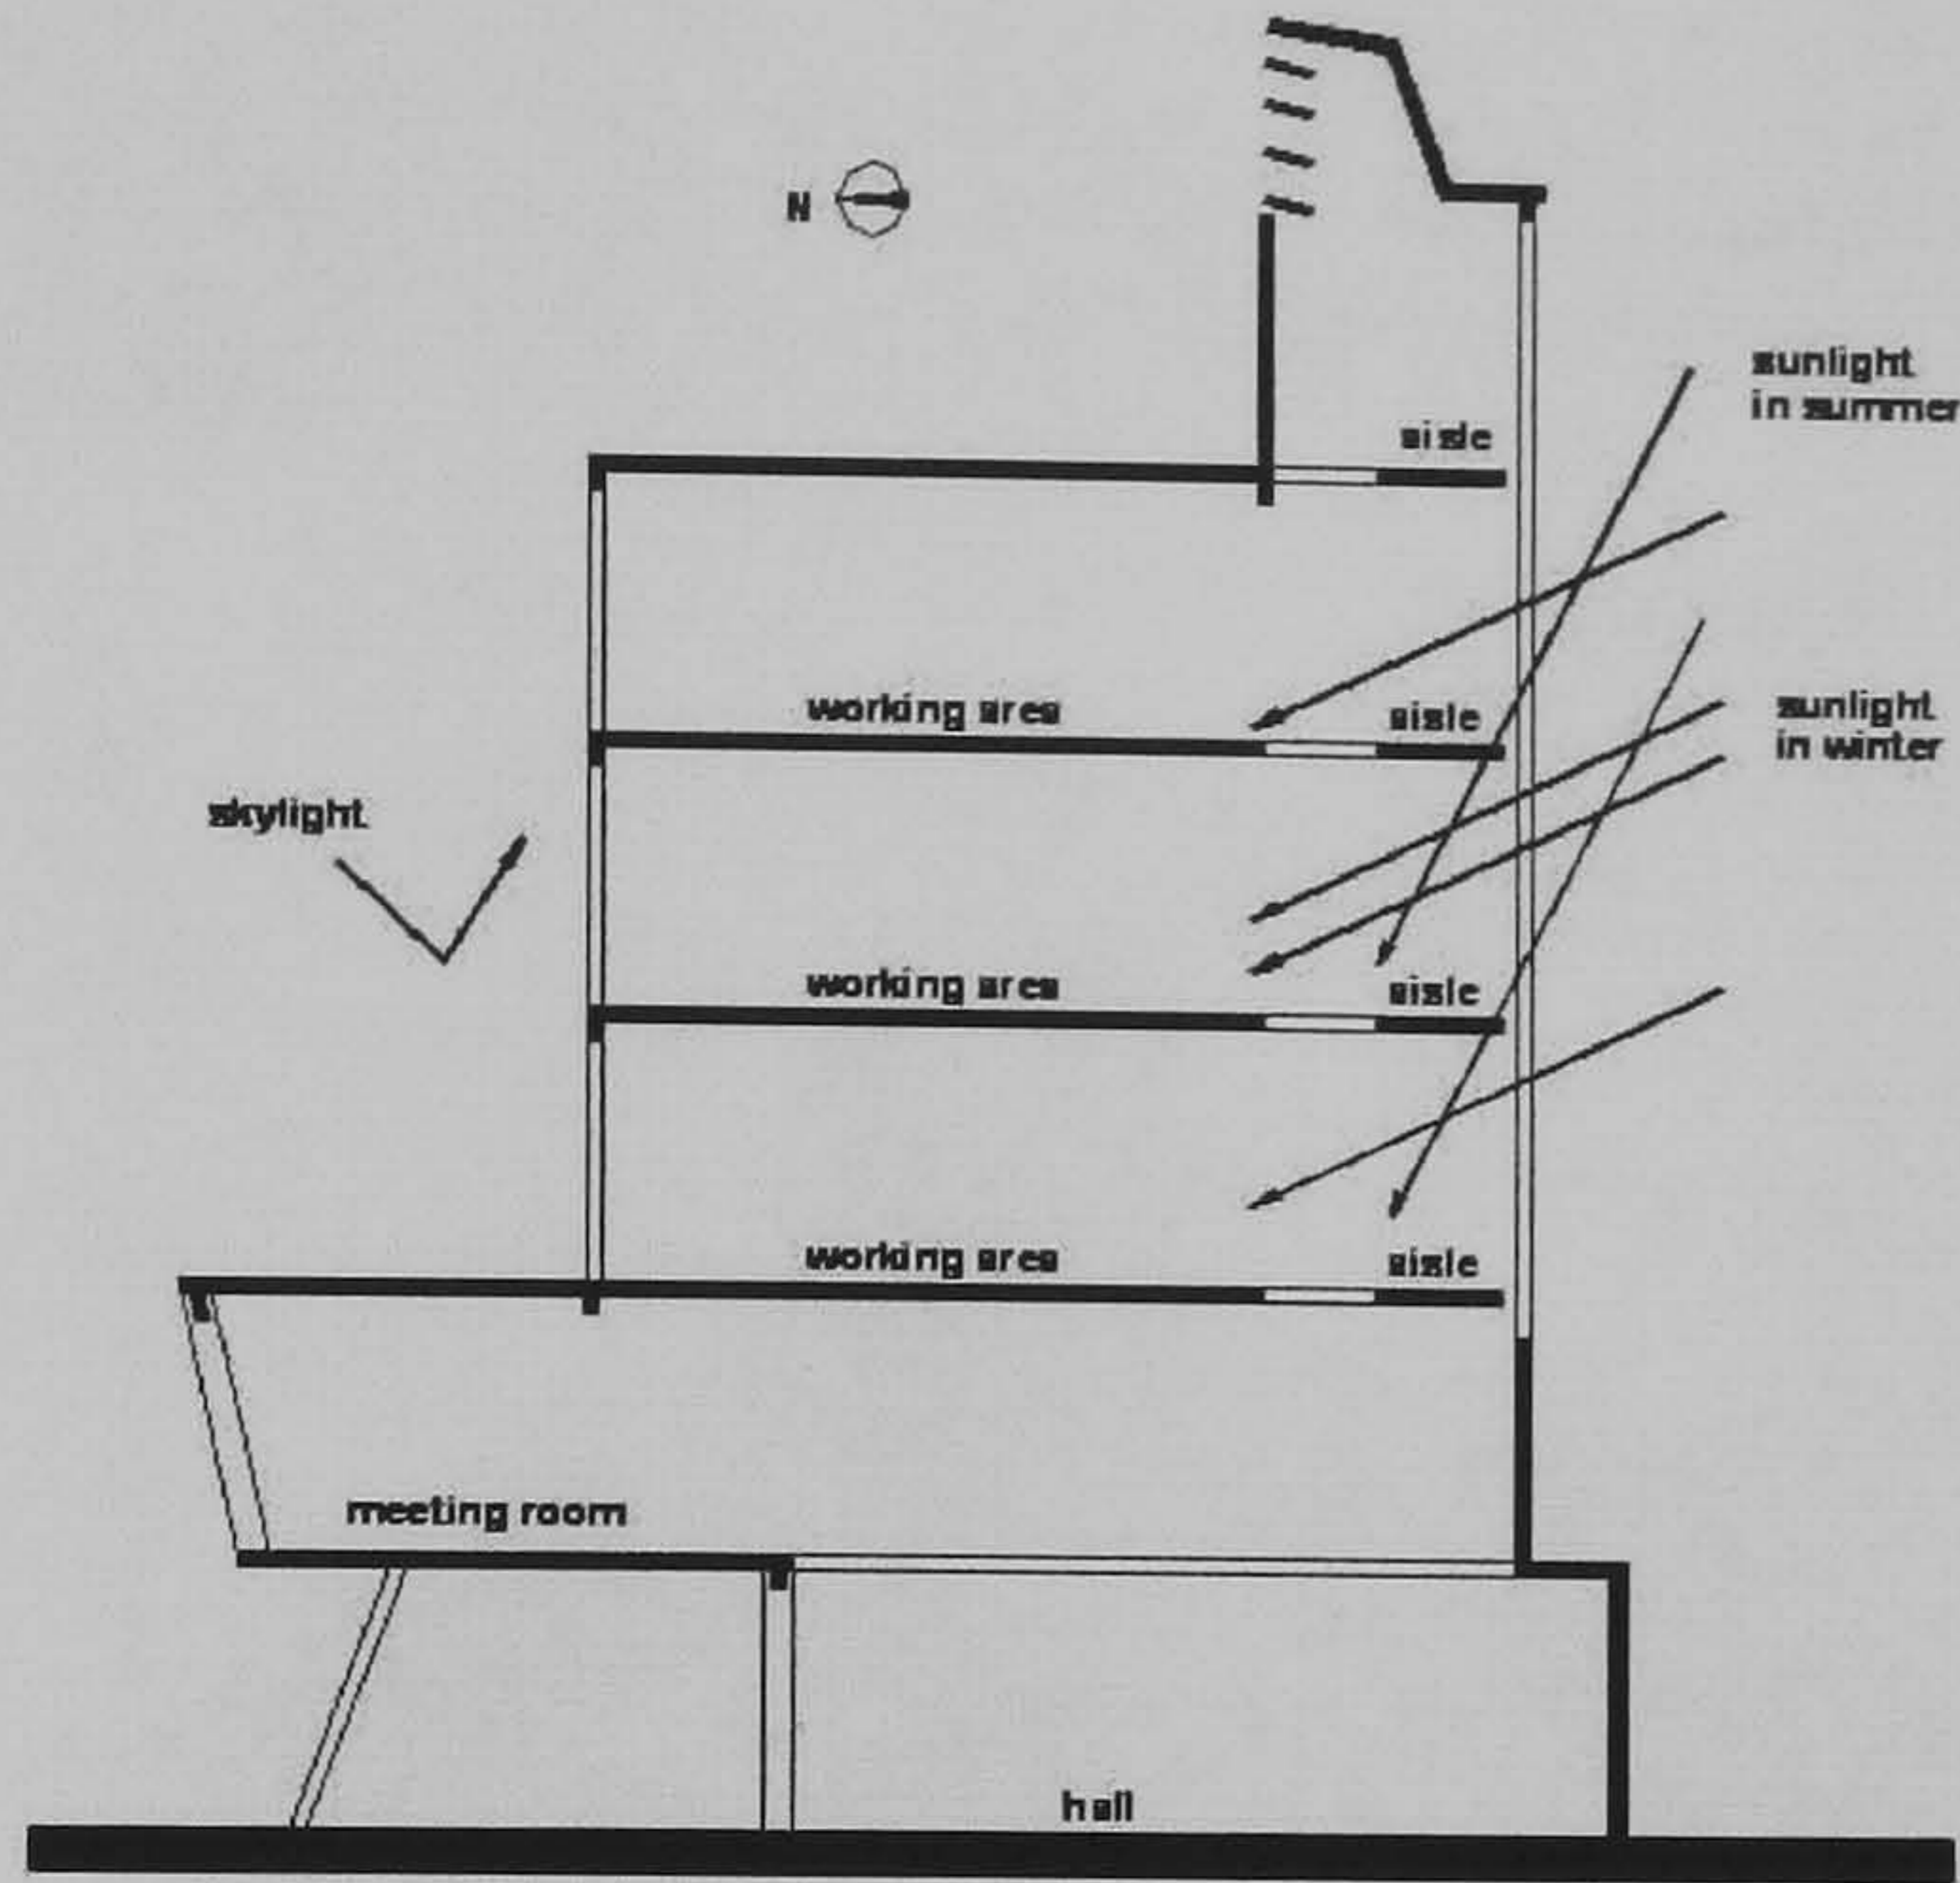 N
sunlight
in summer
aisle
working area
aisle
sunlight
in winter
skylight
working area
aisle
working area
aisle
meeting room
hall